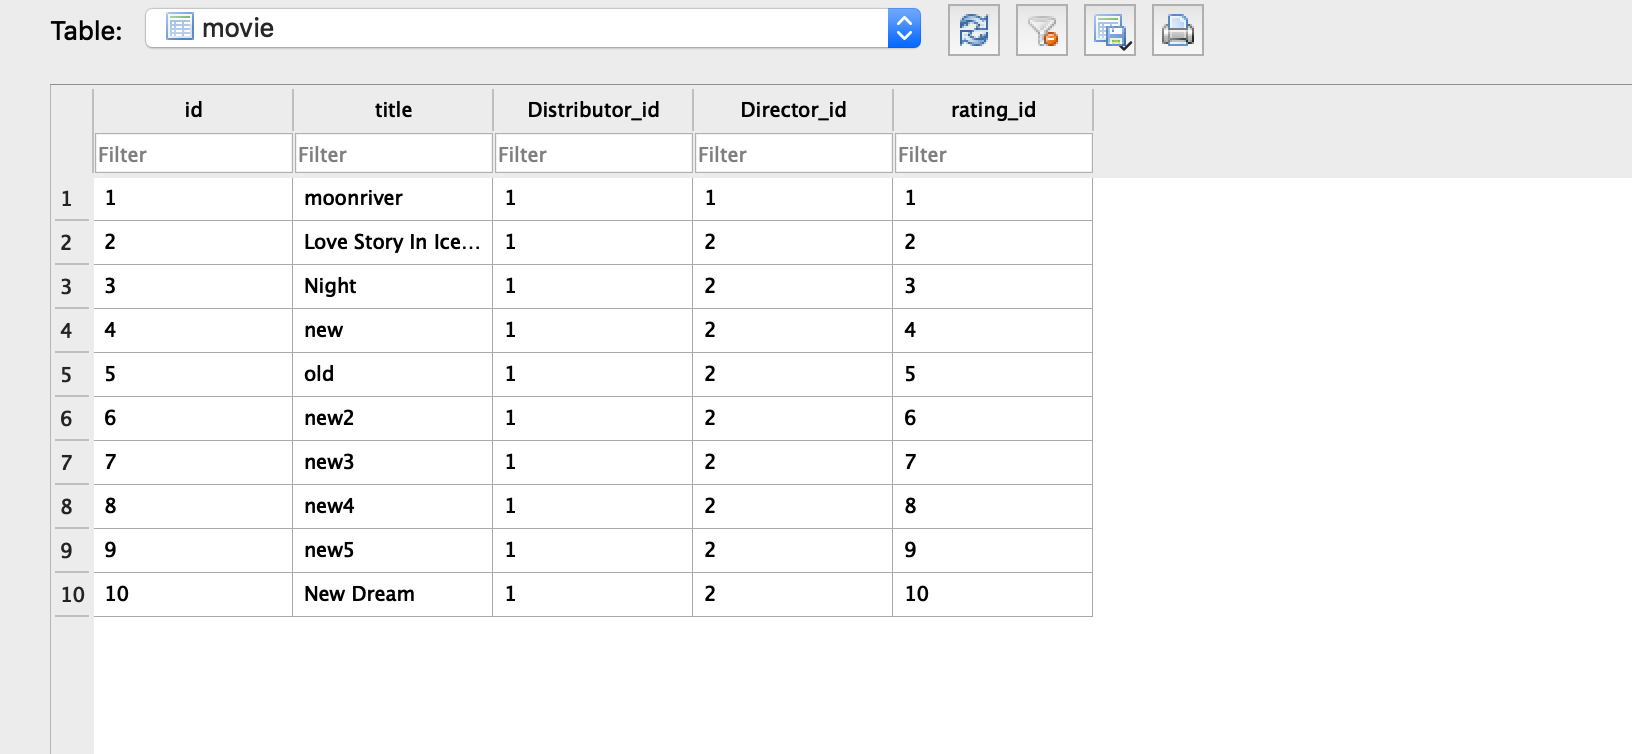 Table: movie
id title Distributor_id Director_id rating_id
Filter Filter Filter Filter Filter
1 1 moonriver 1 1 1
2 2 Love Story In Ice... 1 2 2
3 3 Night 1 2 3
4 4 new 1 2 4
5 5 old 1 2 5
6 6 new2 1 2 6
7 7 new3 1 2 7
8 8 new4 1 2 8
9 9 new5 1 2 9
10 10 New Dream 1 2 10